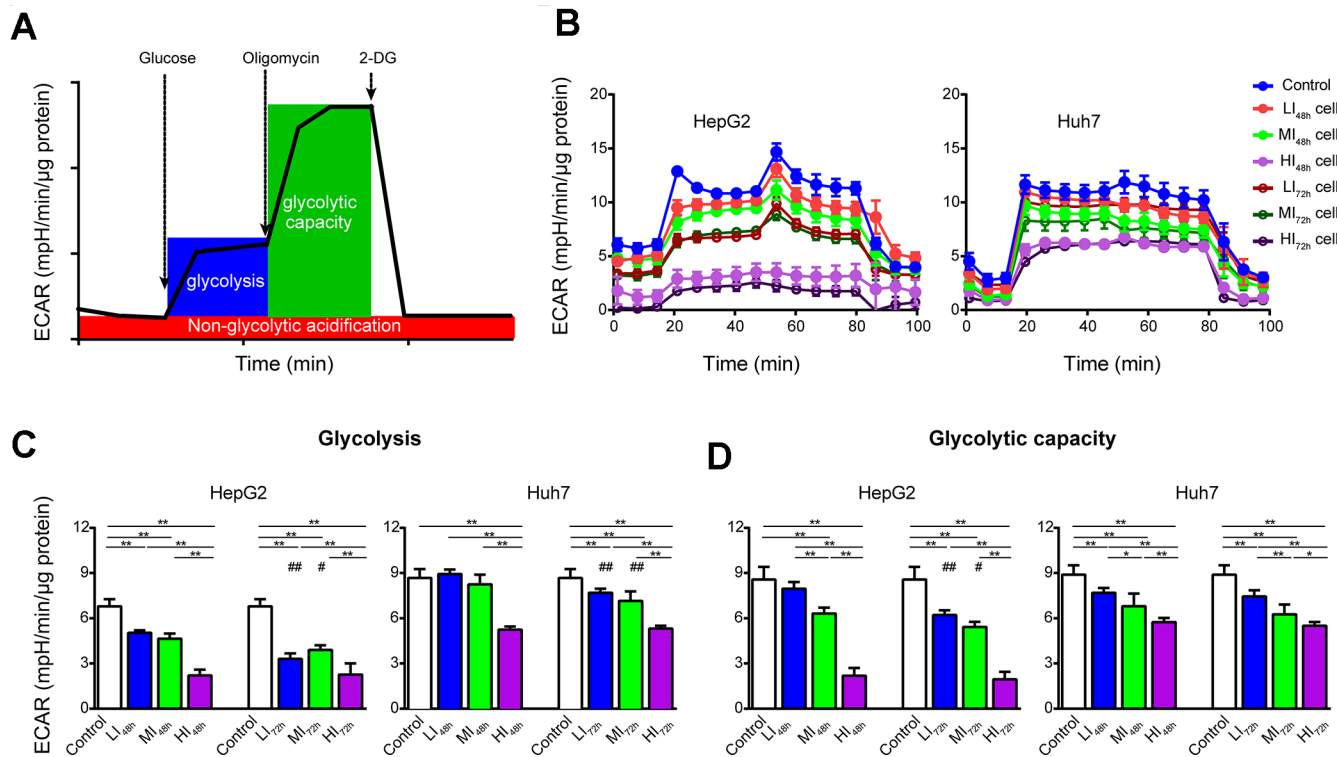 A
Glucose
Oligomycin
2-DG
ECAR (mpH/min/μg protein)
glycolytic
capacity
glycolysis
Non-glycolytic acidification
Time (min)
B
ECAR (mpH/min/μg protein)
20
15
10
5
0
HepG2
0 20 40 60 80 100
Time (min)
20
15
10
5
0
Huh7
0 20 40 60 80 100
Time (min)
Control
LI48h cell
MI48h cell
HI48h cell
LI72h cell
MI72h cell
HI72h cell
C
Glycolysis
HepG2
Huh7
ECAR (mpH/min/μg protein)
12
9
6
3
0
**
**
**
**
**
**
** **
**
## #
Control LI48h MI48h HI48h
Control LI72h MI72h HI72h
12
9
6
3
0
**
**
**
**
**
** **
**
## ##
Control LI48h MI48h HI48h
Control LI72h MI72h HI72h
D
Glycolytic capacity
HepG2
Huh7
ECAR (mpH/min/μg protein)
12
9
6
3
0
**
**
**
** **
**
**
** **
**
## #
Control LI48h MI48h HI48h
Control LI72h MI72h HI72h
12
9
6
3
0
**
**
** **
* **
**
**
** **
** *
Control LI48h MI48h HI48h
Control LI72h MI72h HI72h